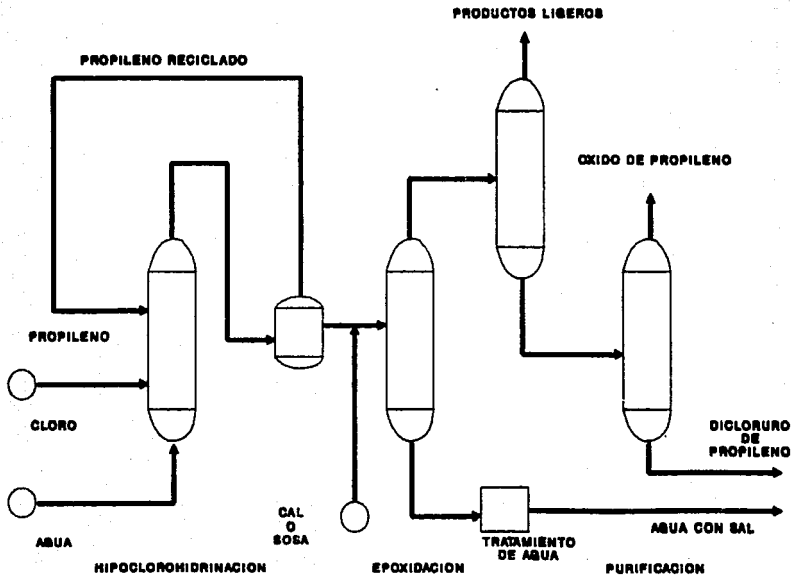 PRODUCTOS LIGEROS
PROPILENO RECICLADO
OXIDO DE PROPILENO
PROPILENO
CLORO
DICLORURO
DE
PROPILENO
CAL
O
SOSA
AGUA
TRATAMIENTO
DE AGUA
AGUA CON SAL
HIPOCLOROHIDRINACION
EPOXIDACION
PURIFICACION